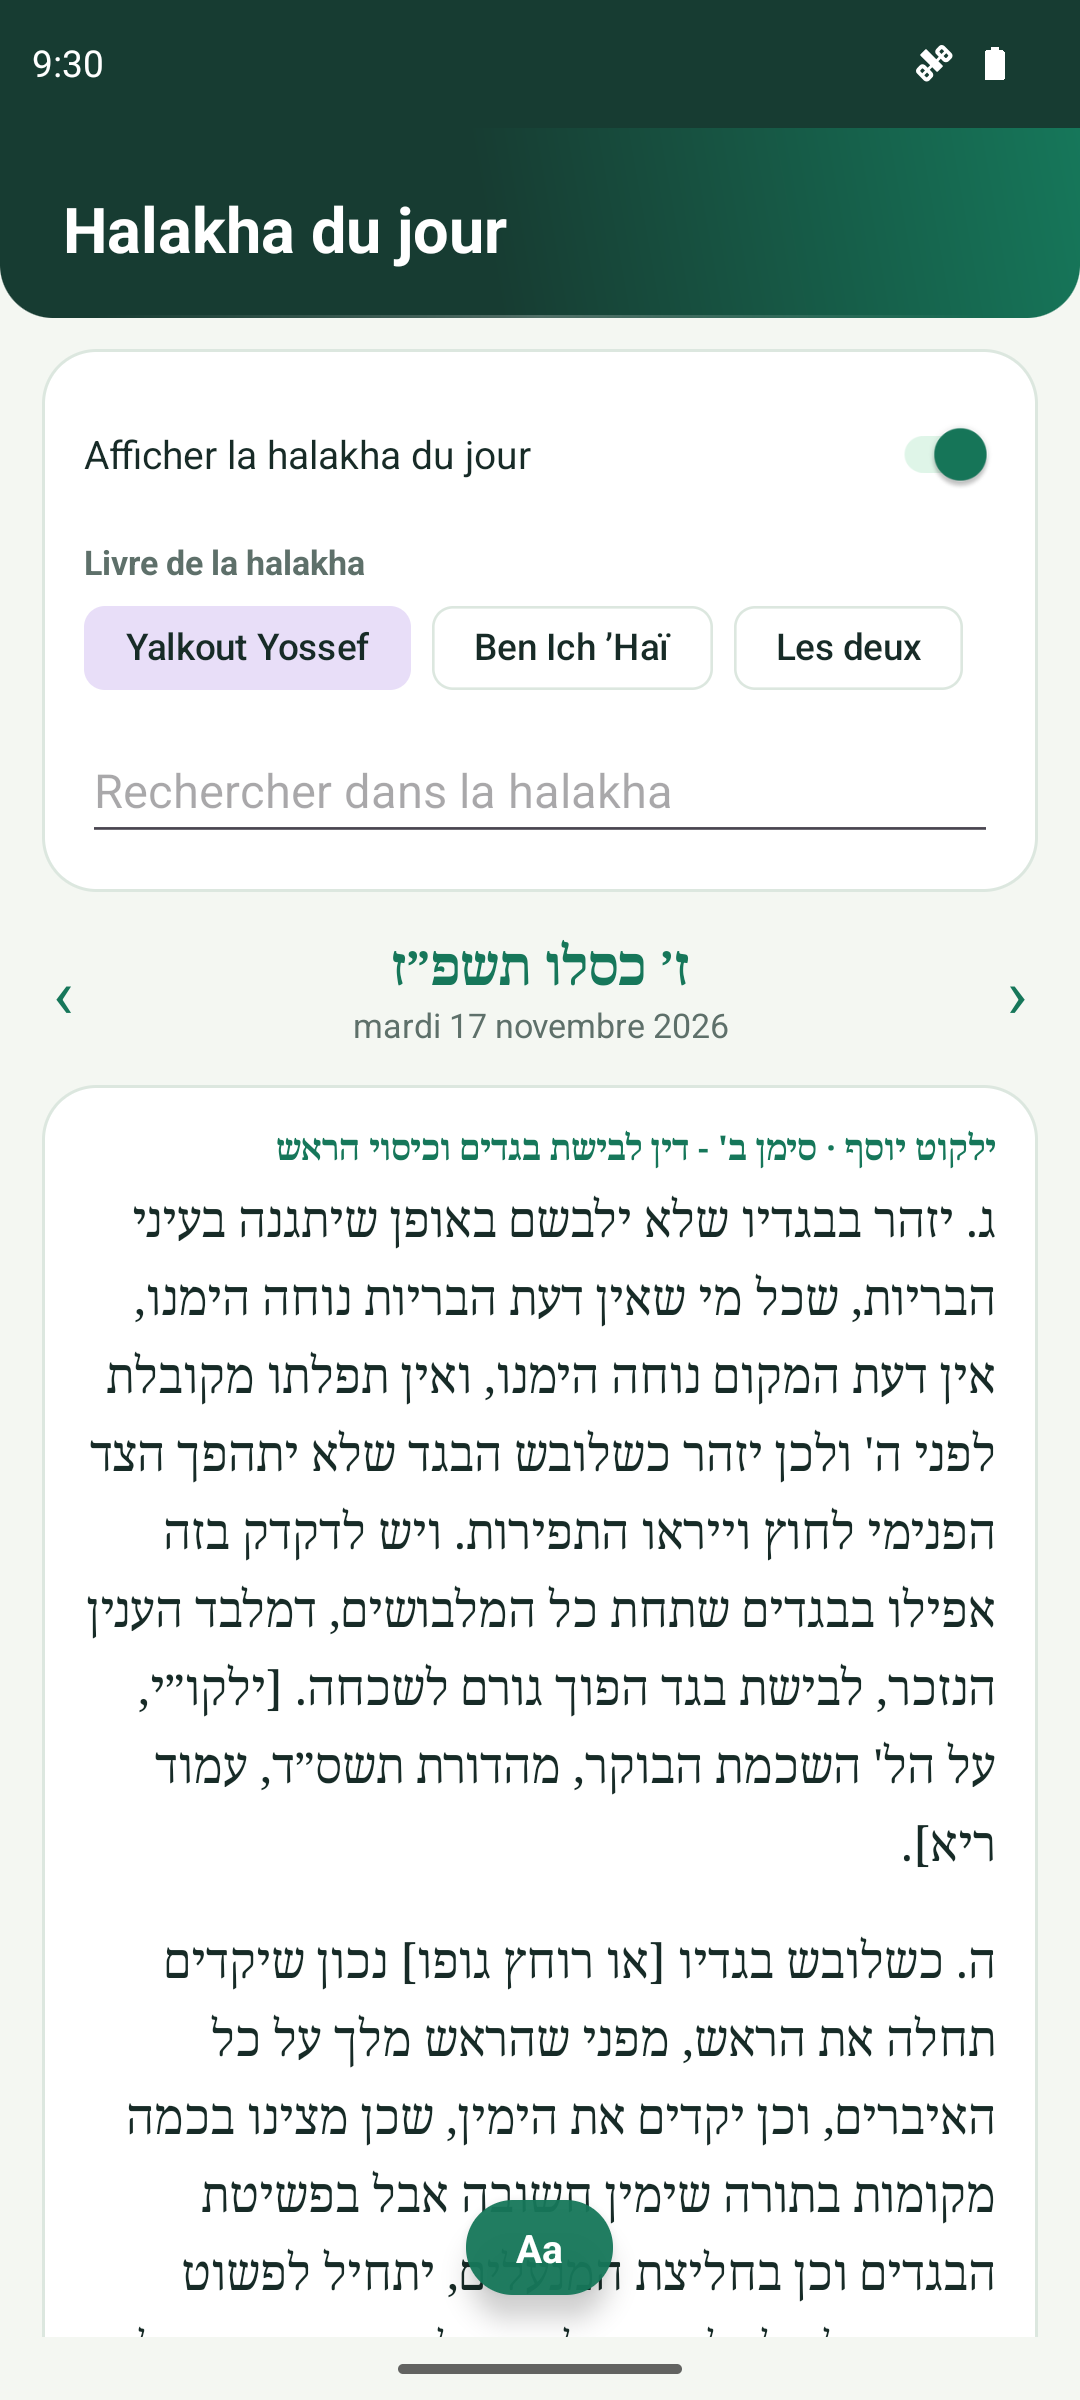 9:30
Halakha du jour
Afficher la halakha du jour
Livre de la halakha
Yalkout Yossef
Ben Ich ’Haï
Les deux
Rechercher dans la halakha
‹
ז׳ כסלו תשפ״ז
mardi 17 novembre 2026
›
ילקוט יוסף · סימן ב' - דין לבישת בגדים וכיסוי הראש
ג. יזהר בבגדיו שלא ילבשם באופן שיתגנה בעיני
הבריות, שכל מי שאין דעת הבריות נוחה הימנו,
אין דעת המקום נוחה הימנו, ואין תפלתו מקובלת
לפני ה' ולכן יזהר כשלובש הבגד שלא יתהפך הצד
הפנימי לחוץ וייראו התפירות. ויש לדקדק בזה
אפילו בבגדים שתחת כל המלבושים, דמלבד הענין
הנזכר, לבישת בגד הפוך גורם לשכחה. [ילקו״י,
על הל' השכמת הבוקר, מהדורת תשס״ד, עמוד
ריא].
ה. כשלובש בגדיו [או רוחץ גופו] נכון שיקדים
תחלה את הראש, מפני שהראש מלך על כל
האיברים, וכן יקדים את הימין, שכן מצינו בכמה
מקומות בתורה שימין חשובה אבל בפשיטת
הבגדים וכן בחליצת המנעלים, יתחיל לפשוט
Aa